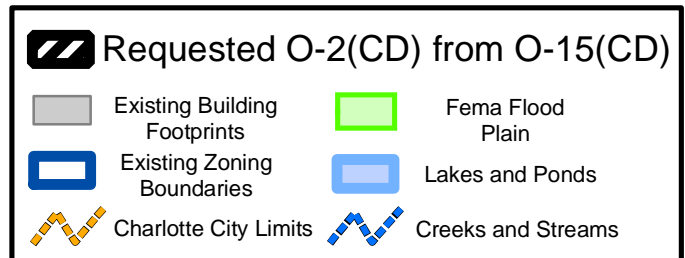 Requested O-2(CD) from O-15(CD)
Existing Building
Footprints
Fema Flood
Plain
Existing Zoning
Boundaries
Lakes and Ponds
Charlotte City Limits
Creeks and Streams